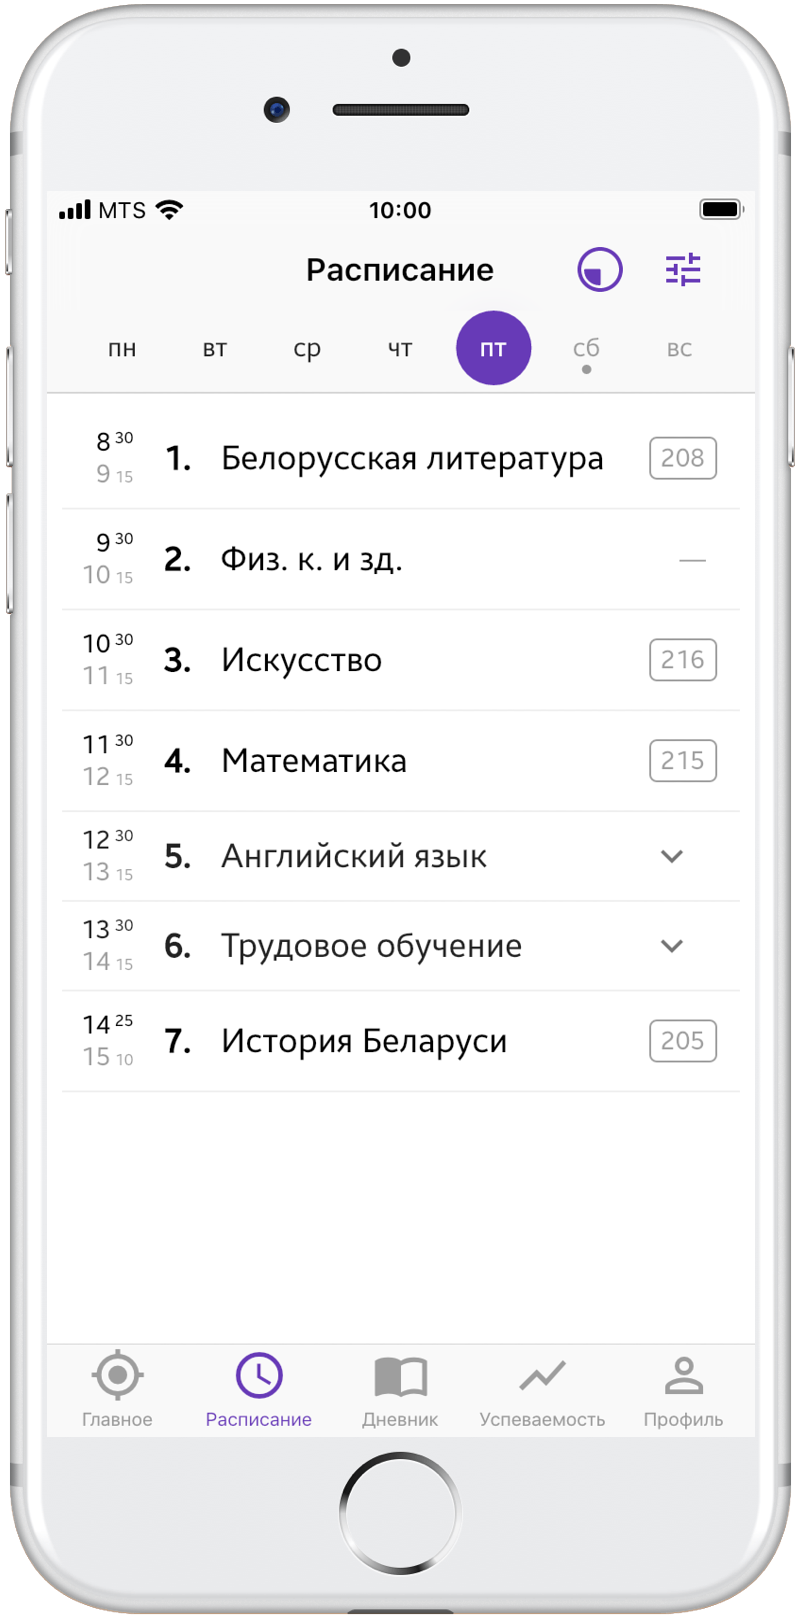 MTS 10:00
Расписание
пн вт ср чт пт сб вс
8 30
9 15
1. Белорусская литература 208
9 30
10 15
2. Физ. к. и зд. —
10 30
11 15
3. Искусство 216
11 30
12 15
4. Математика 215
12 30
13 15
5. Английский язык
13 30
14 15
6. Трудовое обучение
14 25
15 10
7. История Беларуси 205
Главное Расписание Дневник Успеваемость Профиль